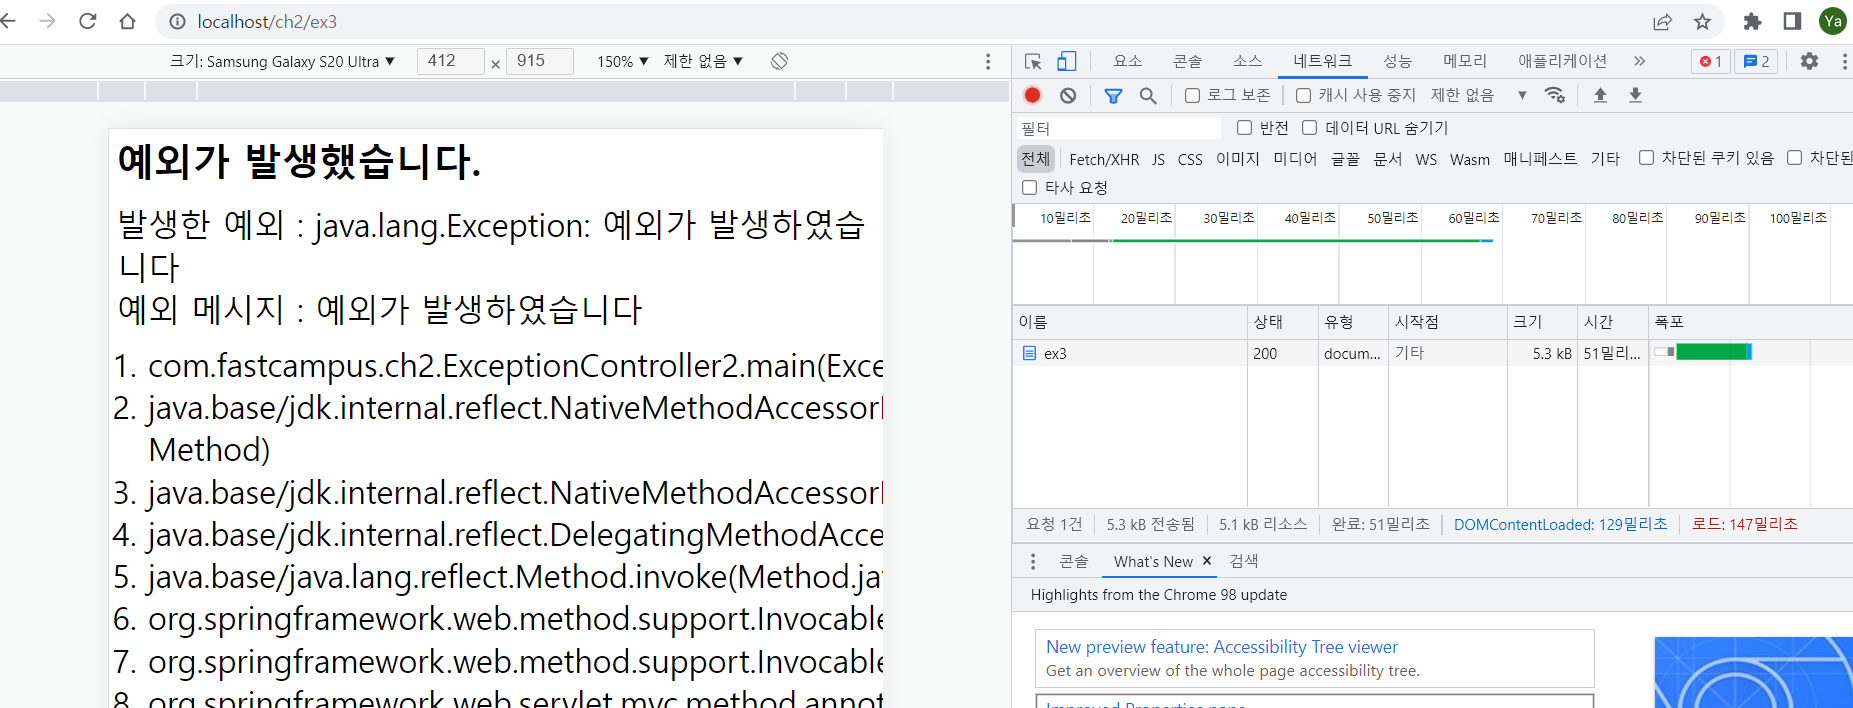 localhost/ch2/ex3
Ya
크기: Samsung Galaxy S20 Ultra ▼ 412 × 915 150% ▼ 제한 없음 ▼
요소 콘솔 소스 네트워크 성능 메모리 애플리케이션 » 1 2
로그 보존 캐시 사용 중지 제한 없음 ▼
필터 반전 데이터 URL 숨기기
전체 Fetch/XHR JS CSS 이미지 미디어 글꼴 문서 WS Wasm 매니페스트 기타 차단된 쿠키 있음 차단된
타사 요청
10밀리초 20밀리초 30밀리초 40밀리초 50밀리초 60밀리초 70밀리초 80밀리초 90밀리초 100밀리초
이름 상태 유형 시작점 크기 시간 폭포
ex3 200 docum... 기타 5.3 kB 51밀리...
요청 1건 5.3 kB 전송됨 5.1 kB 리소스 완료: 51밀리초 DOMContentLoaded: 129밀리초 로드: 147밀리초
콘솔 What's New × 검색
Highlights from the Chrome 98 update
New preview feature: Accessibility Tree viewer
Get an overview of the whole page accessibility tree.
예외가 발생했습니다.
발생한 예외 : java.lang.Exception: 예외가 발생하였습
니다
예외 메시지 : 예외가 발생하였습니다
1. com.fastcampus.ch2.ExceptionController2.main(Exce
2. java.base/jdk.internal.reflect.NativeMethodAccessor
Method)
3. java.base/jdk.internal.reflect.NativeMethodAccessor
4. java.base/jdk.internal.reflect.DelegatingMethodAcce
5. java.base/java.lang.reflect.Method.invoke(Method.jav
6. org.springframework.web.method.support.Invocable
7. org.springframework.web.method.support.Invocable
8. org.springframework.web.servlet.mvc.method.annot